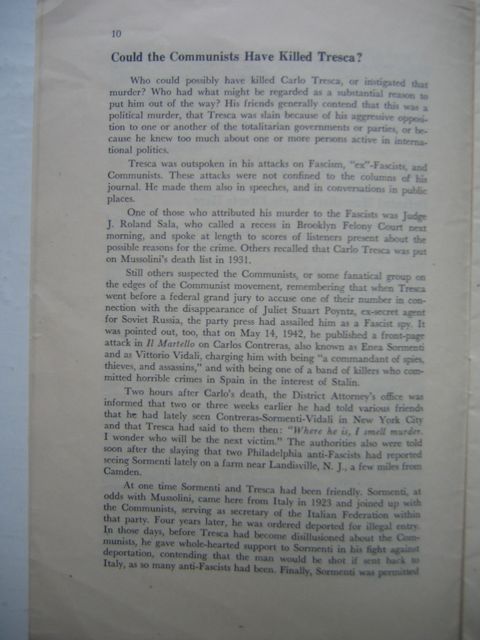 10
Could the Communists Have Killed Tresca?
Who could possibly have killed Carlo Tresca, or instigated that
murder? Who had what might be regarded as a substantial reason to
put him out of the way? His friends generally contend that this was a
political murder, that Tresca was slain because of his aggressive opposi-
tion to one or another of the totalitarian governments or parties, or be-
cause he knew too much about one or more persons active in interna-
tional politics.
Tresca was outspoken in his attacks on Fascism, "ex"-Fascists, and
Communists. These attacks were not confined to the columns of his
journal. He made them also in speeches, and in conversations in public
places.
One of those who attributed his murder to the Fascists was Judge
J. Roland Sala, who called a recess in Brooklyn Felony Court next
morning, and spoke at length to scores of listeners present about the
possible reasons for the crime. Others recalled that Carlo Tresca was put
on Mussolini's death list in 1931.
Still others suspected the Communists, or some fanatical group on
the edges of the Communist movement, remembering that when Tresca
went before a federal grand jury to accuse one of their number in con-
nection with the disappearance of Juliet Stuart Poyntz, ex-secret agent
for Soviet Russia, the party press had assailed him as a Fascist spy. It
was pointed out, too, that on May 14, 1942, he published a front-page
attack in Il Martello on Carlos Contreras, also known as Enea Sormenti
and as Vittorio Vidali, charging him with being "a commandant of spies,
thieves, and assassins," and with being one of a band of killers who com-
mitted horrible crimes in Spain in the interest of Stalin.
Two hours after Carlo's death, the District Attorney's office was
informed that two or three weeks earlier he had told various friends
that he had lately seen Contreras-Sormenti-Vidali in New York City
and that Tresca had said to them then: "Where he is, I smell murder.
I wonder who will be the next victim." The authorities also were told
soon after the slaying that two Philadelphia anti-Fascists had reported
seeing Sormenti lately on a farm near Landisville, N. J., a few miles from
Camden.
At one time Sormenti and Tresca had been friendly. Sormenti, at
odds with Mussolini, came here from Italy in 1923 and joined up with
the Communists, serving as secretary of the Italian Federation within
that party. Four years later, he was ordered deported for illegal entry.
In those days, before Tresca had become disillusioned about the Com-
munists, he gave whole-hearted support to Sormenti in his fight against
deportation, contending that the man would be shot if sent back to
Italy, as so many anti-Fascists had been. Finally, Sormenti was permitted